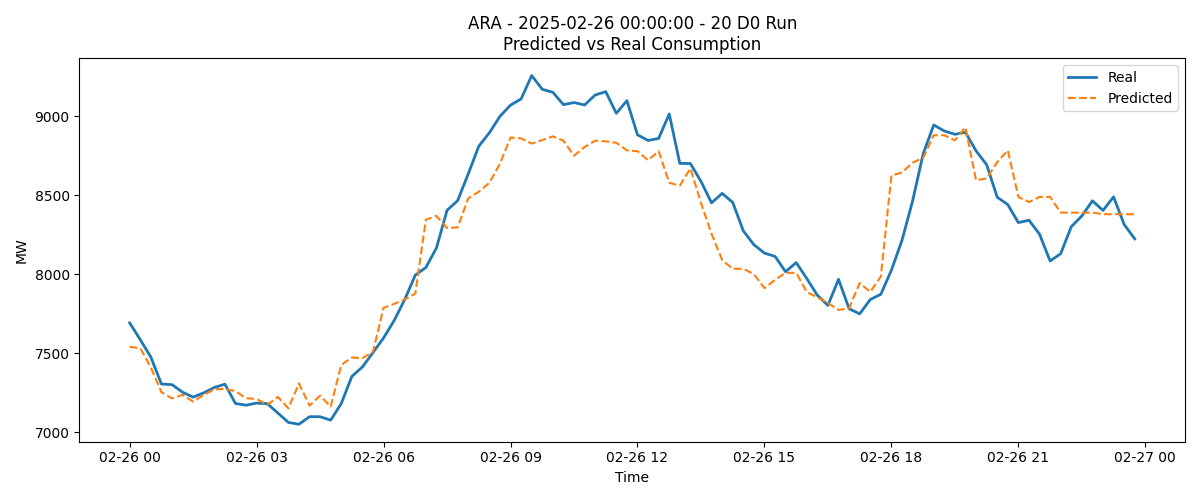 ARA - 2025-02-26 00:00:00 - 20 D0 Run
Predicted vs Real Consumption
Real
Predicted
MW
9000
8500
8000
7500
7000
02-26 00
02-26 03
02-26 06
02-26 09
02-26 12
02-26 15
02-26 18
02-26 21
02-27 00
Time